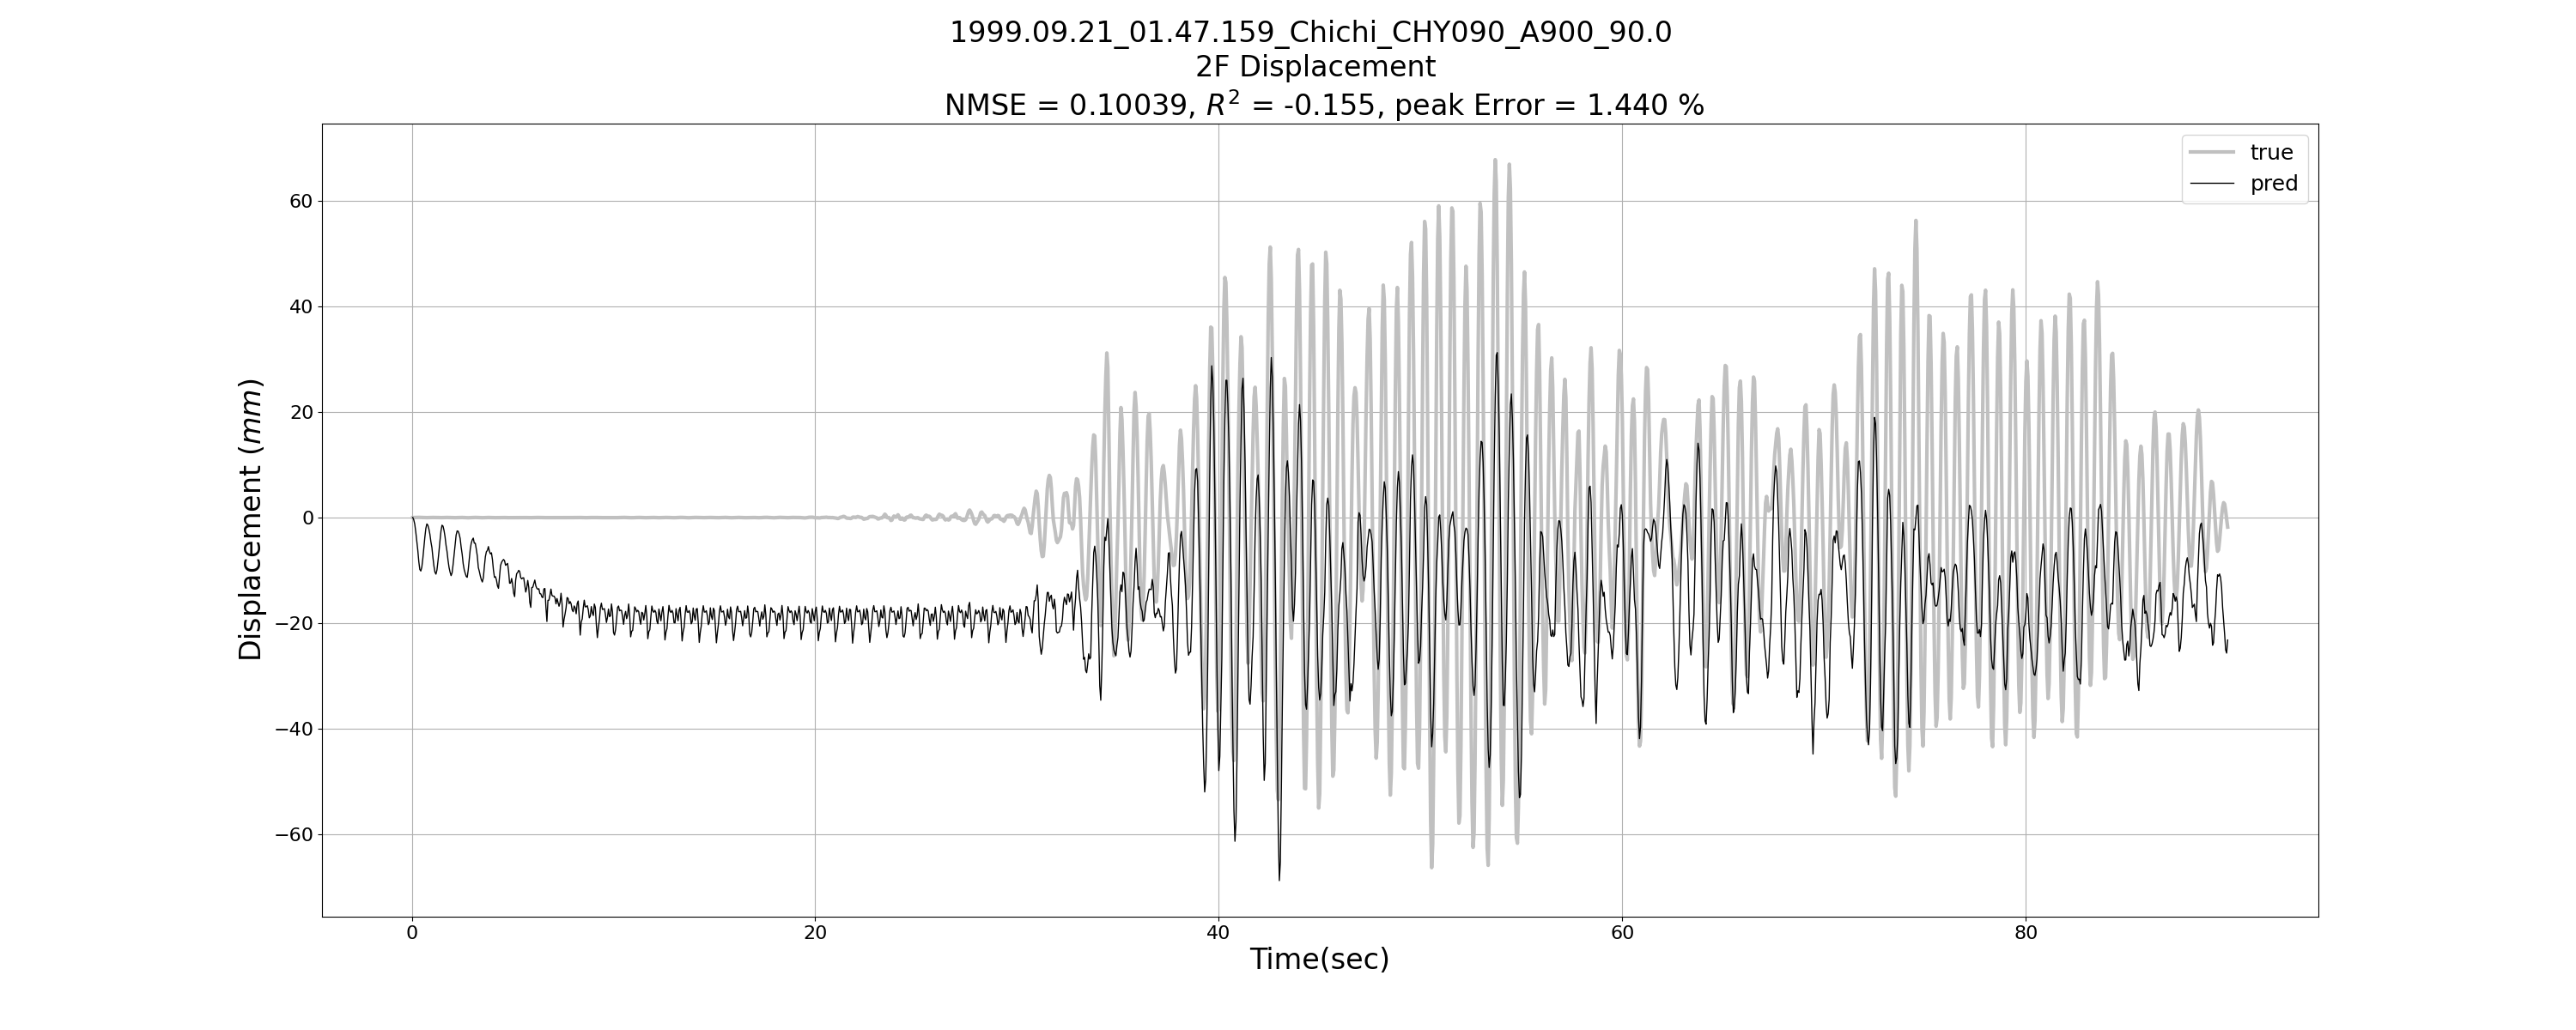 1999.09.21_01.47.159_Chichi_CHY090_A900_90.0
2F Displacement
NMSE = 0.10039, R² = -0.155, peak Error = 1.440 %
true
pred
Displacement (mm)
60
40
20
0
−20
−40
−60
0
20
40
60
80
Time(sec)